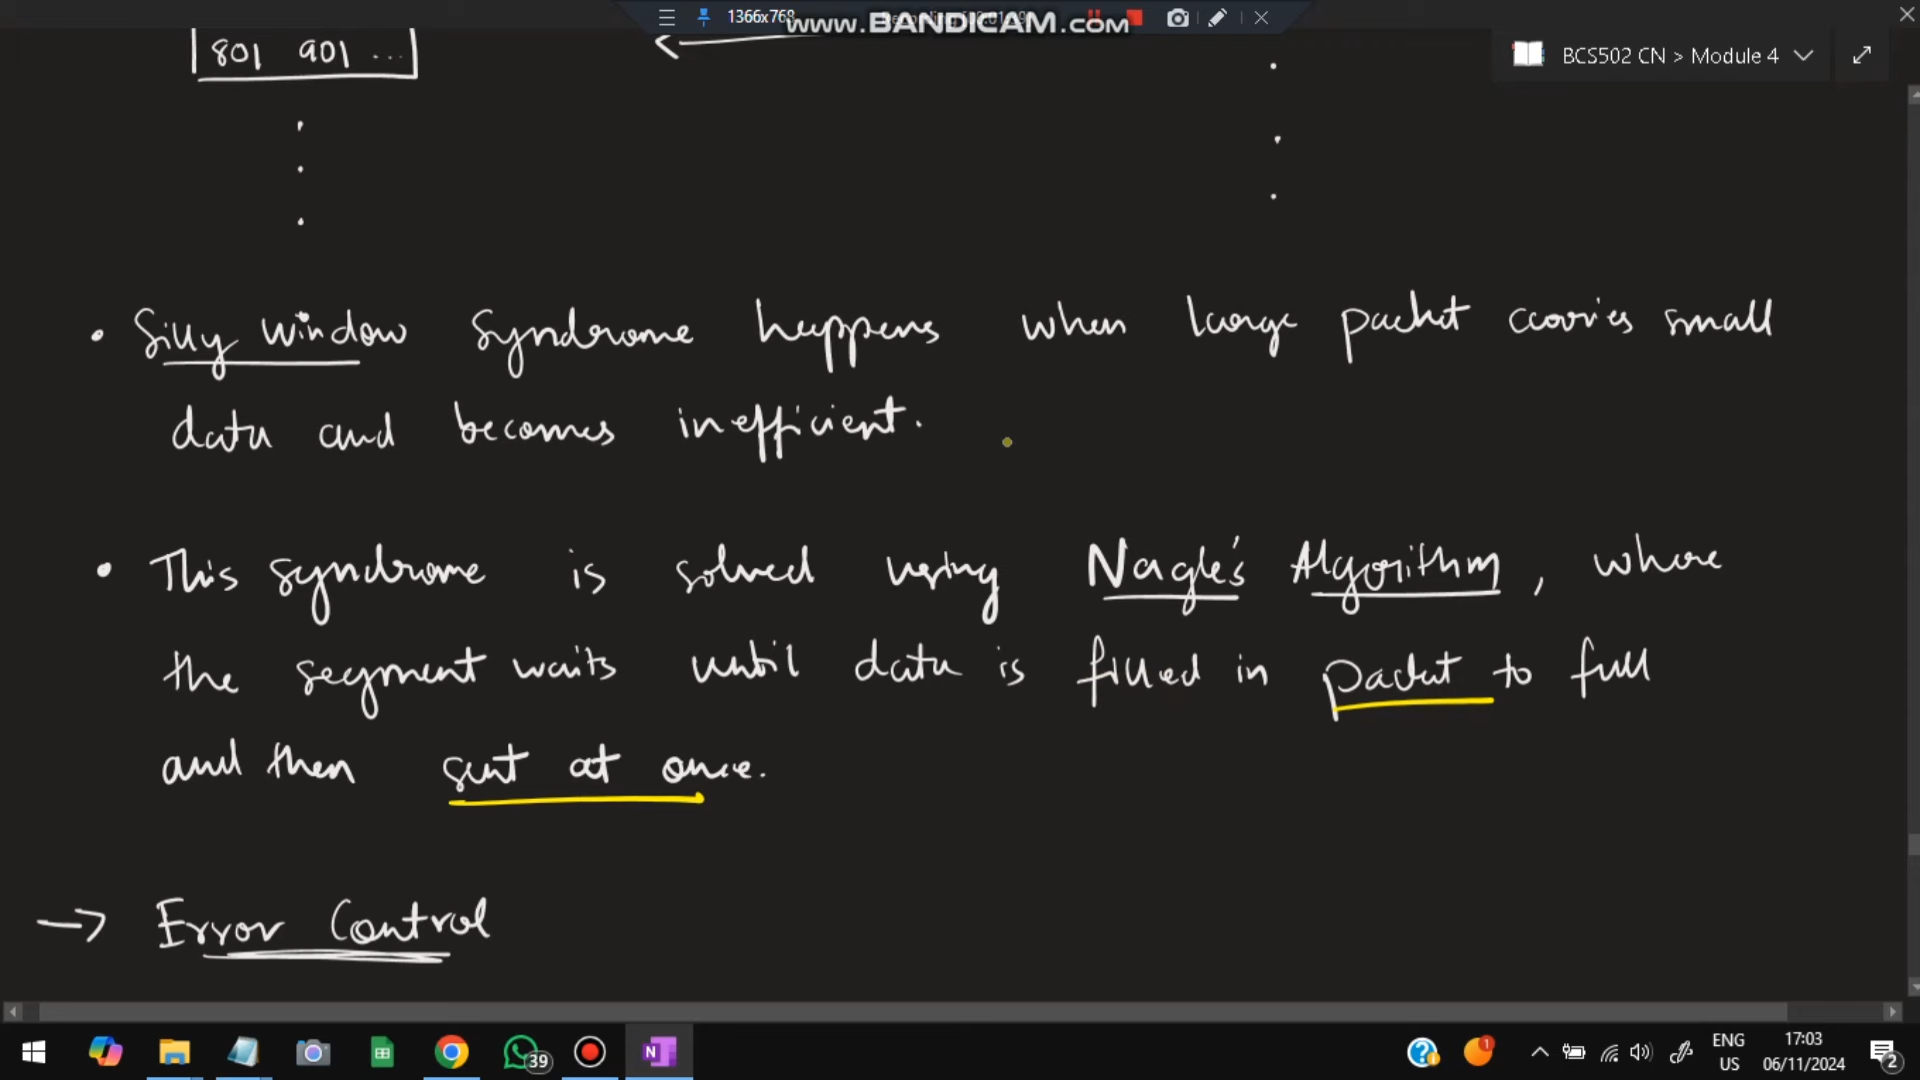 1366x768
www.BANDICAM.com
BCS502 CN > Module 4
801 901 ...
• Silly window syndrome happens when large packet carries small
data and becomes inefficient.
• This syndrome is solved using Nagle's Algorithm, where
the segment waits until data is filled in packet to full
and then sent at once.
→ Error Control
39
N
1
ENG
US
17:03
06/11/2024
2